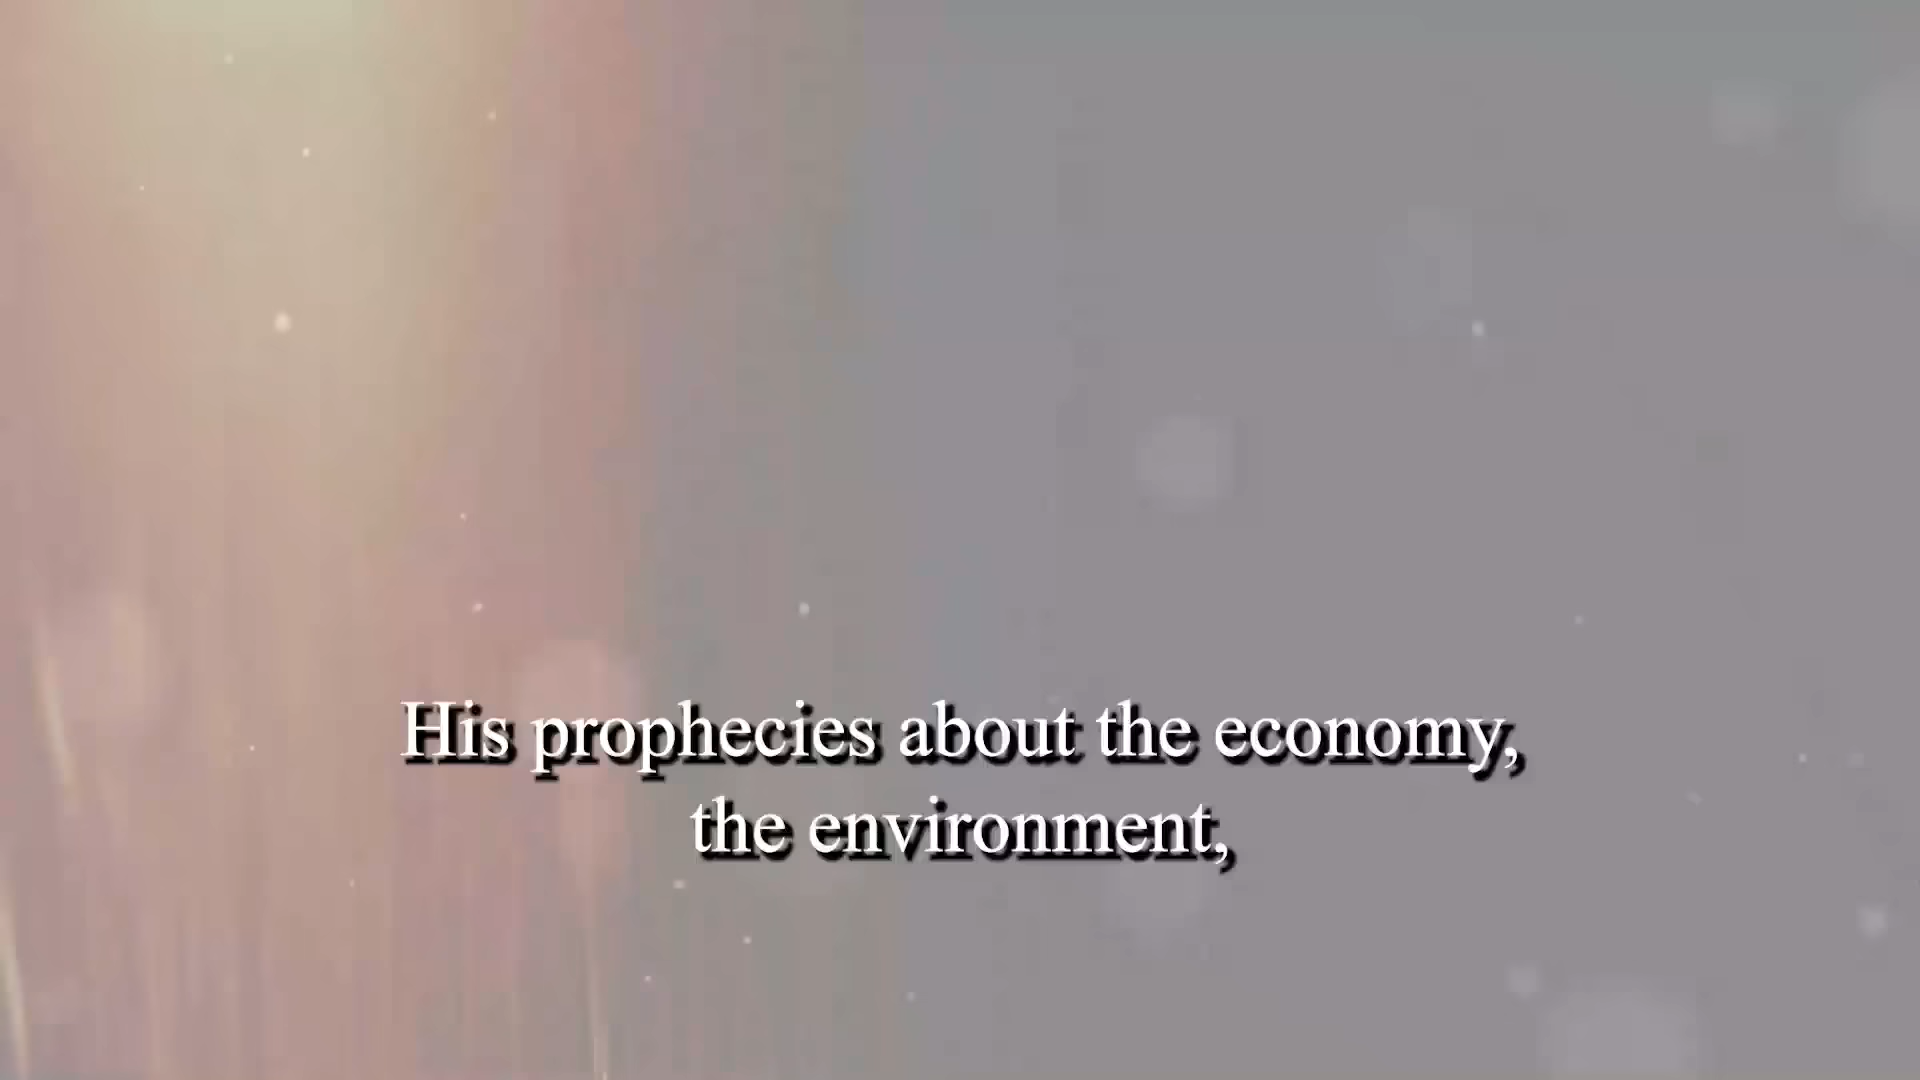 His prophecies about the economy,
the environment,